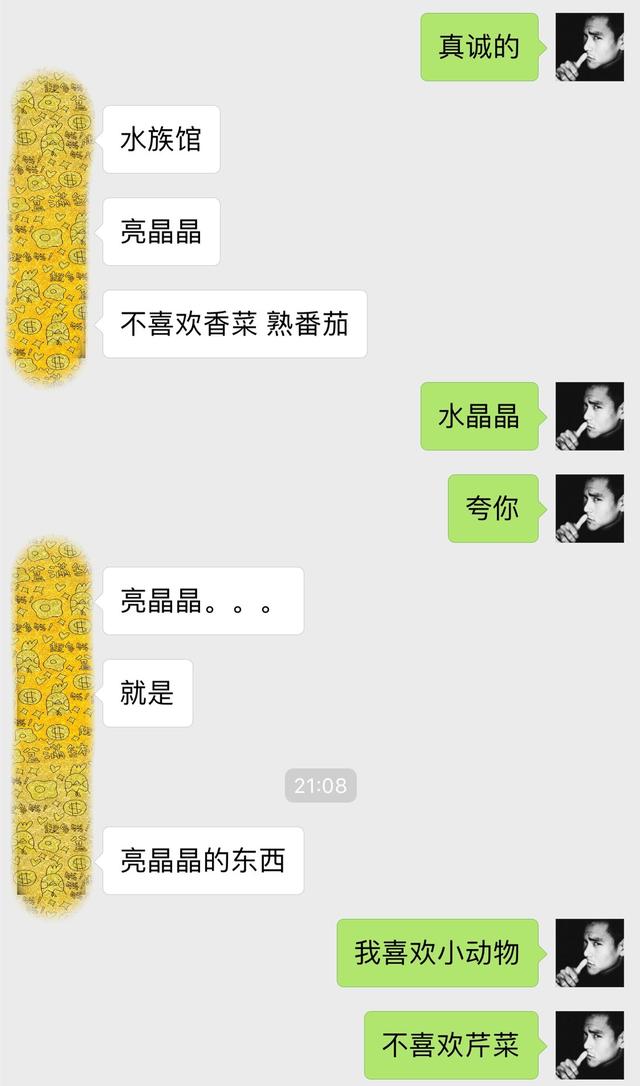 真诚的
水族馆
亮晶晶
不喜欢香菜 熟番茄
水晶晶
夸你
亮晶晶。。。
就是
21:08
亮晶晶的东西
我喜欢小动物
不喜欢芹菜